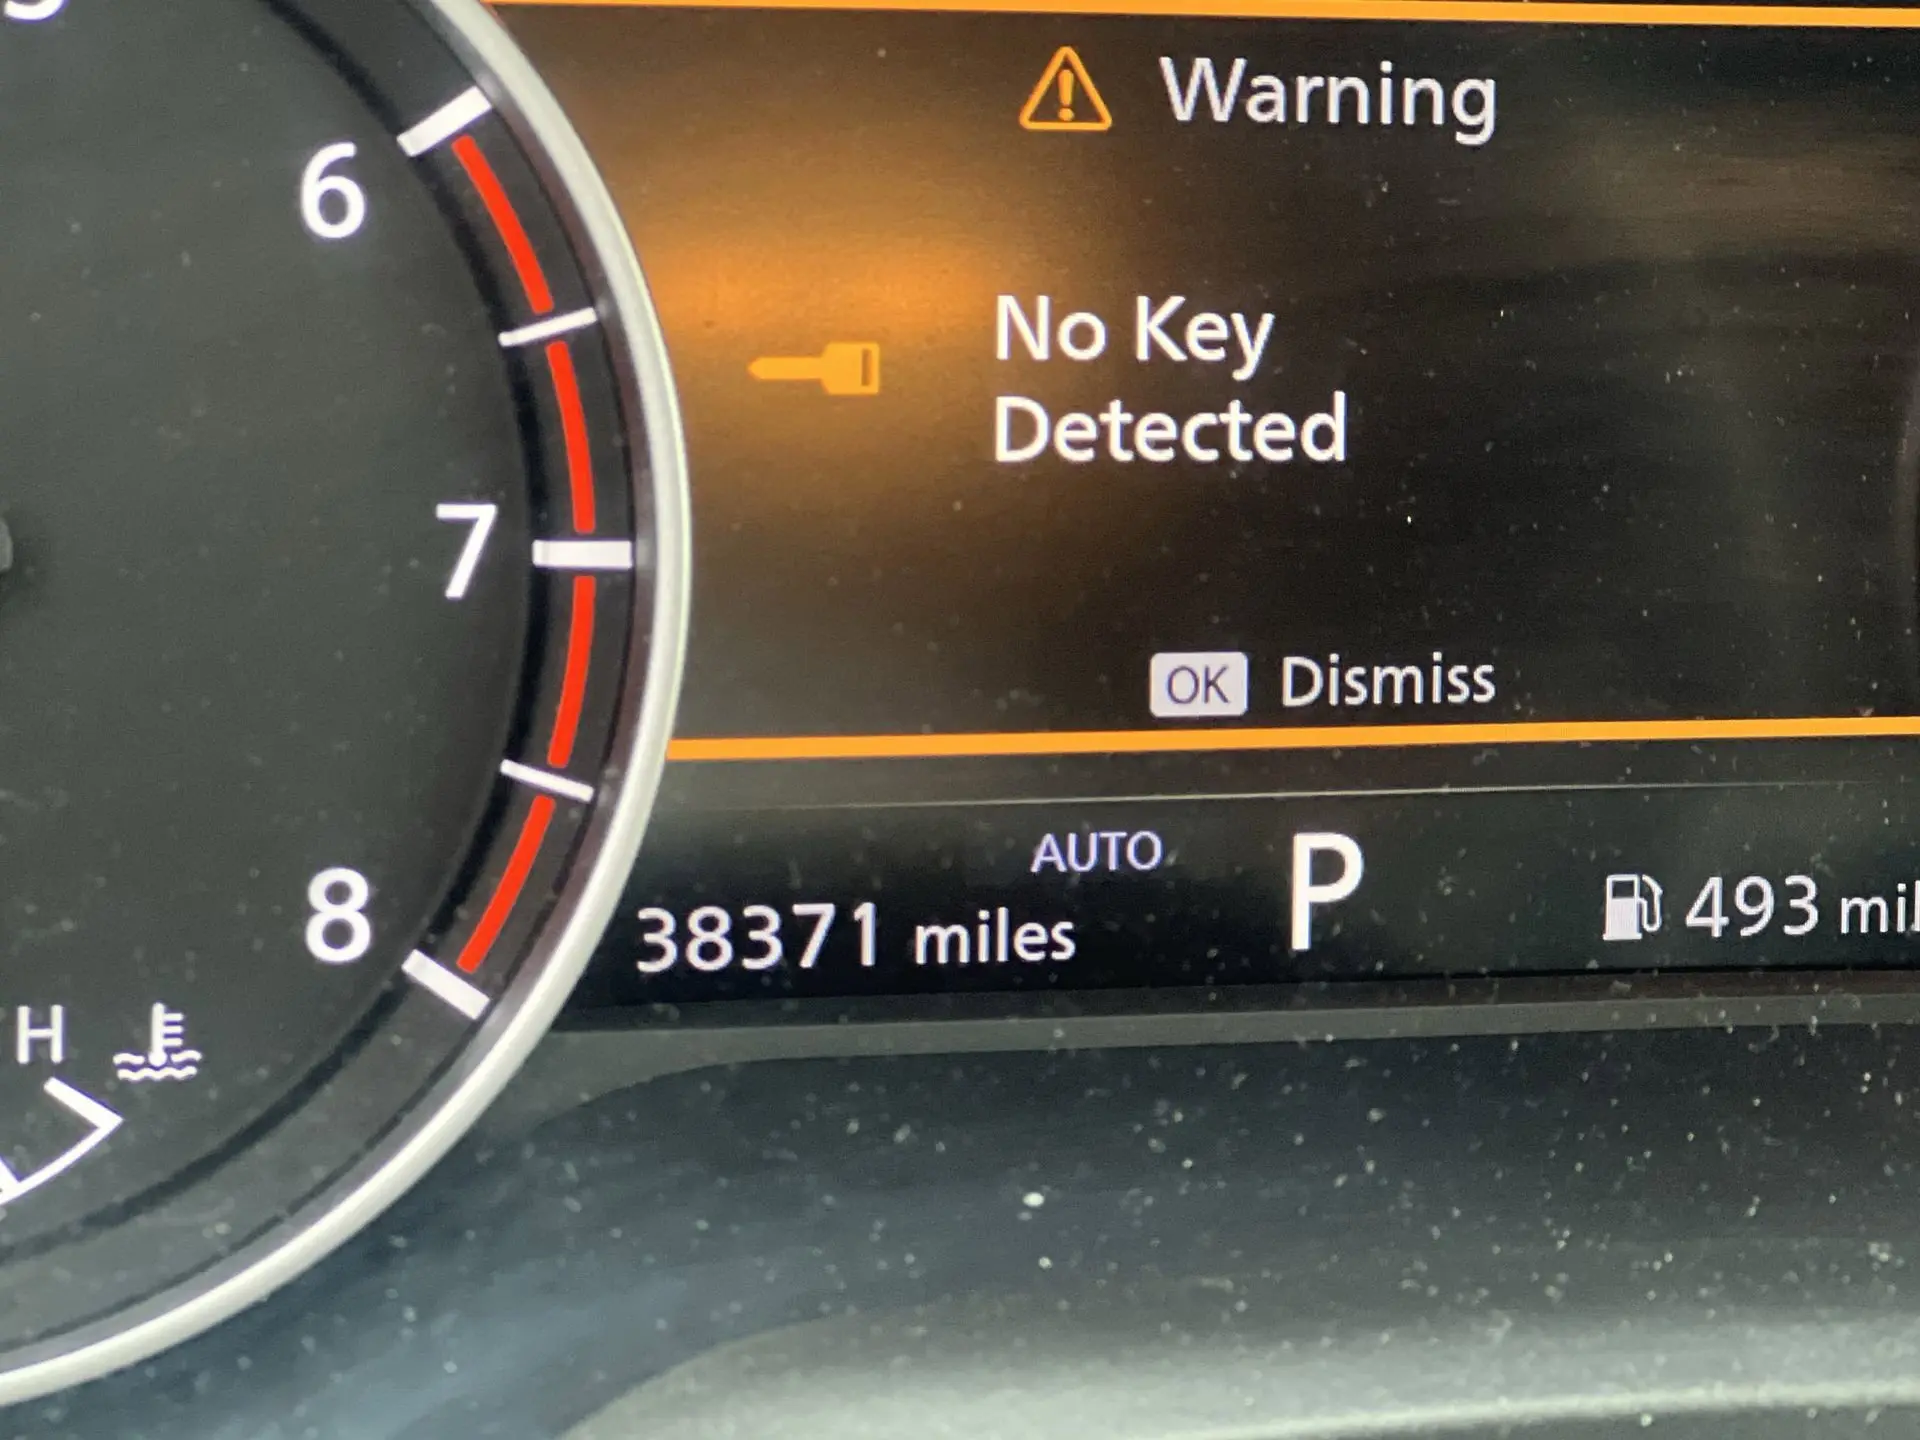 6
7
8
H
Warning
No Key
Detected
OK Dismiss
AUTO
38371 miles
P
493